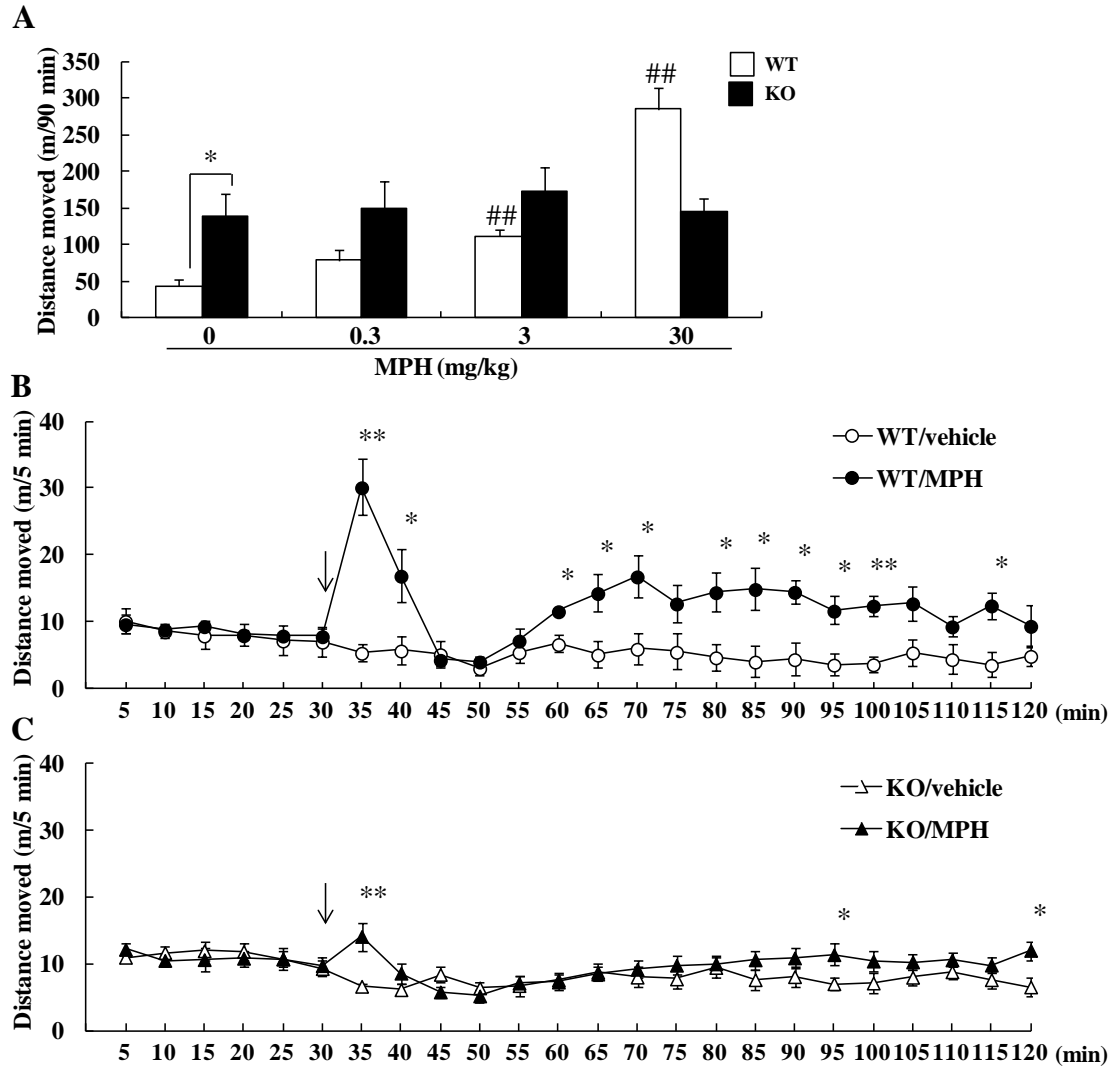 A
Distance moved (m/90 min)
350
300
250
200
150
100
50
0
WT
KO
*
##
##
0 0.3 3 30
MPH (mg/kg)
B
Distance moved (m/5 min)
40
30
20
10
0
WT/vehicle
WT/MPH
** * * * * * * * * ** *
5 10 15 20 25 30 35 40 45 50 55 60 65 70 75 80 85 90 95 100 105 110 115 120 (min)
C
Distance moved (m/5 min)
40
30
20
10
0
KO/vehicle
KO/MPH
** * *
5 10 15 20 25 30 35 40 45 50 55 60 65 70 75 80 85 90 95 100 105 110 115 120 (min)